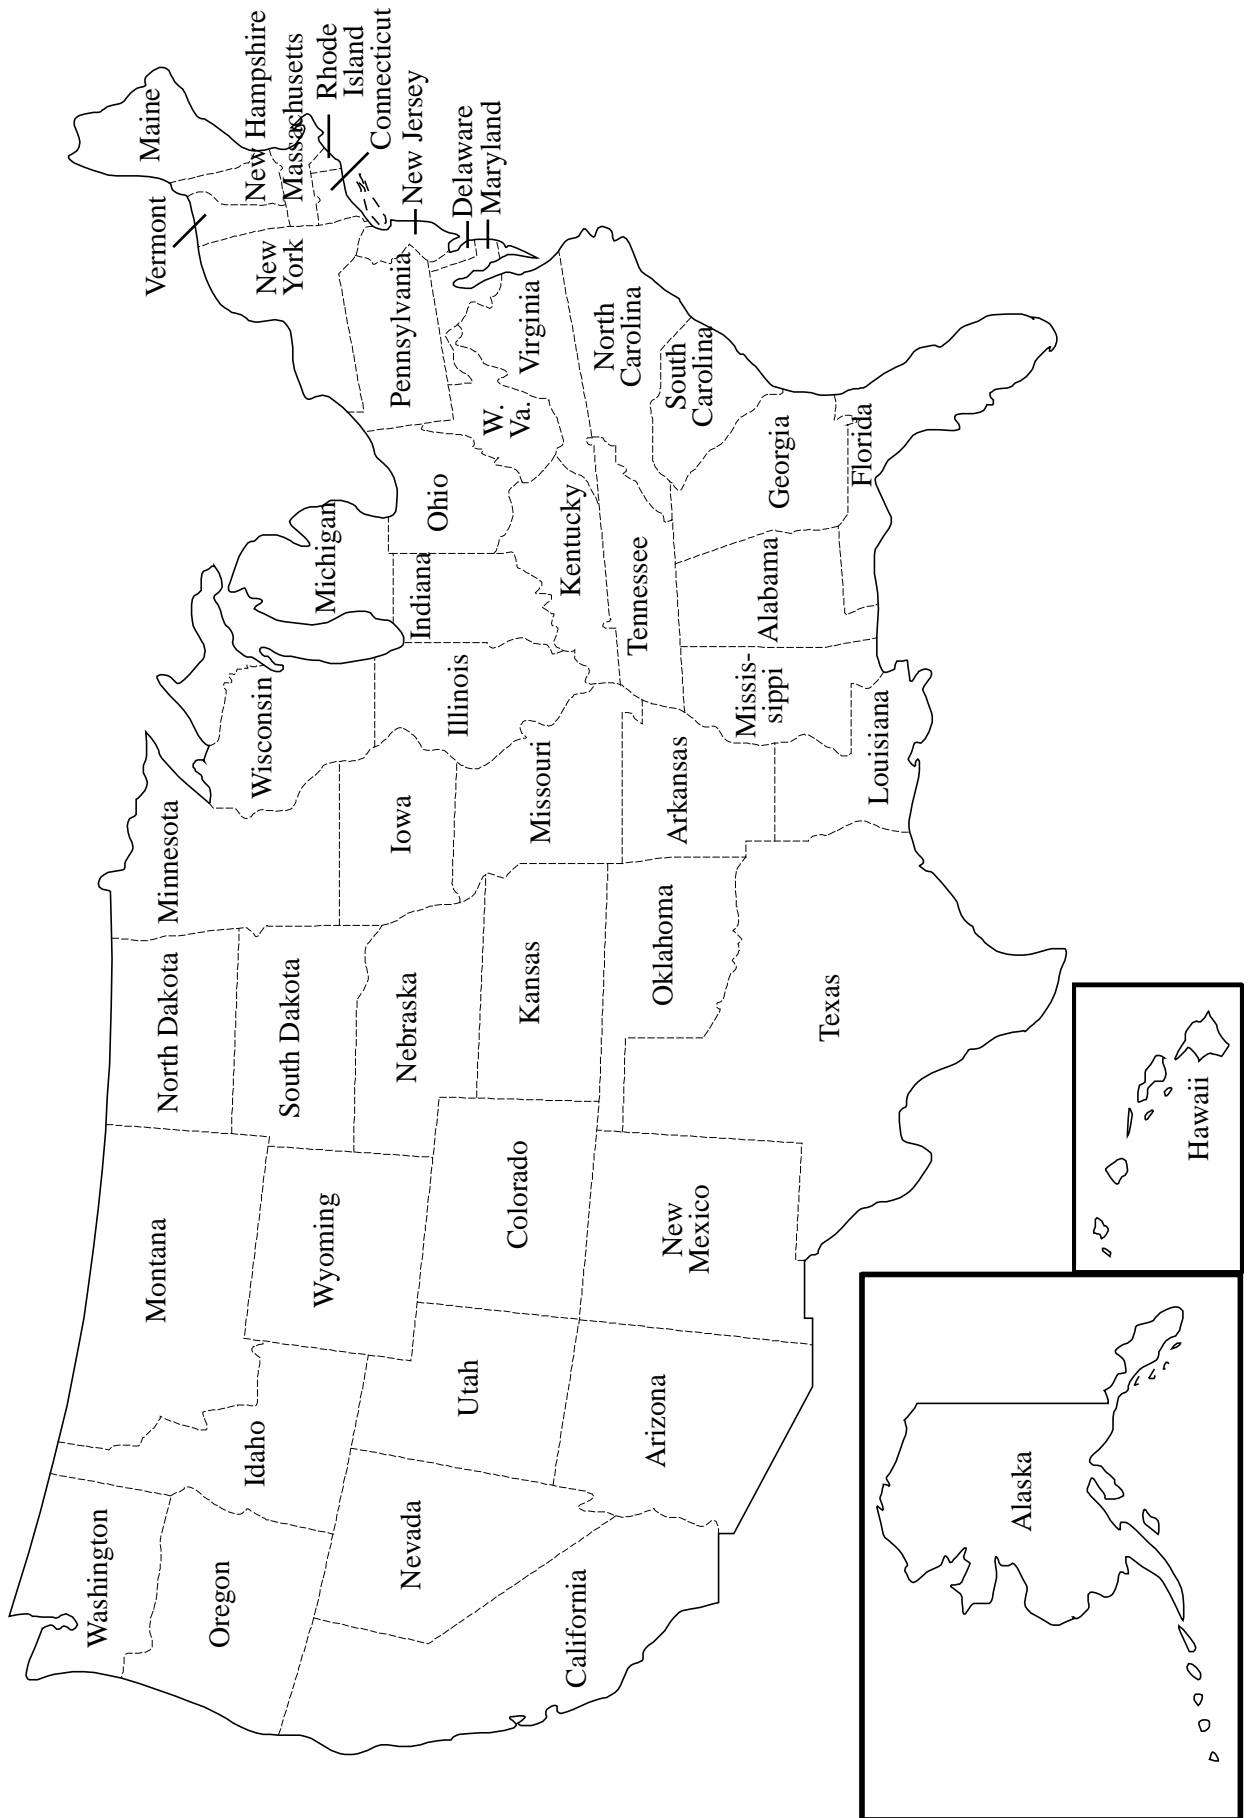 Washington
Oregon
California
Nevada
Idaho
Montana
Wyoming
Utah
Arizona
Colorado
New
Mexico
North Dakota
South Dakota
Nebraska
Kansas
Oklahoma
Texas
Minnesota
Iowa
Missouri
Arkansas
Louisiana
Wisconsin
Illinois
Missis-
sippi
Michigan
Indiana
Ohio
Kentucky
Tennessee
Alabama
Georgia
Florida
South
Carolina
North
Carolina
Virginia
W.
Va.
Pennsylvania
New
York
Vermont
Maine
New Hampshire
Massachusetts
Rhode
Island
Connecticut
New Jersey
Delaware
Maryland
Alaska
Hawaii